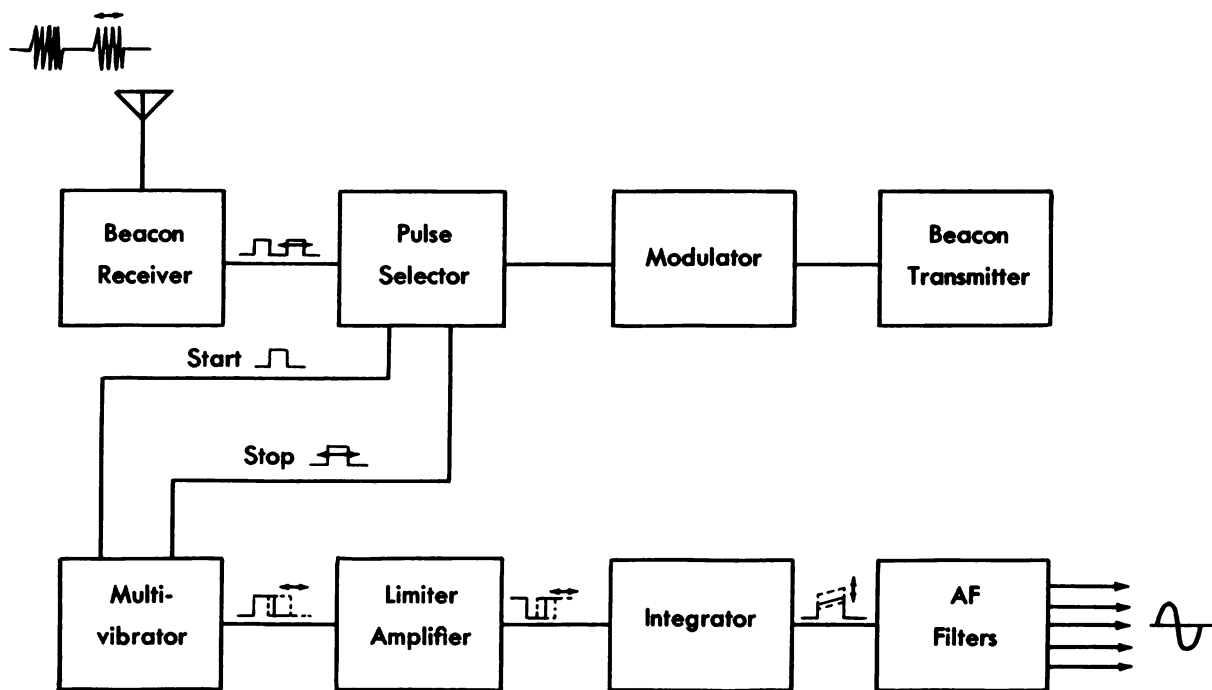 Beacon
Receiver
Pulse
Selector
Modulator
Beacon
Transmitter
Start
Stop
Multi-
vibrator
Limiter
Amplifier
Integrator
AF
Filters